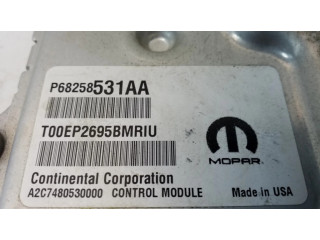 P68258531AA
T00EP2695BMRIU
MOPAR
Continental Corporation
A2C7480530000 CONTROL MODULE Made in USA